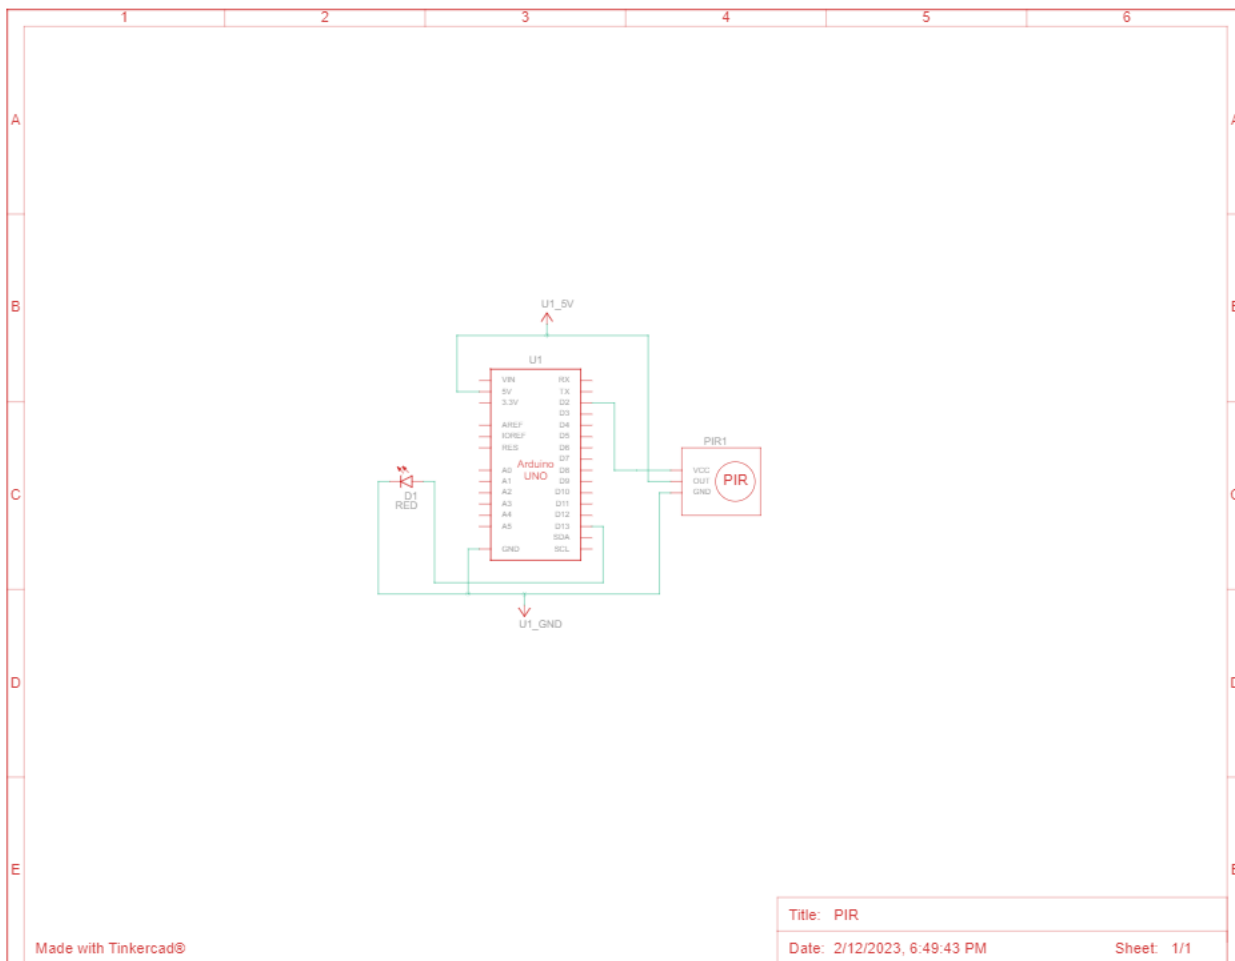 1 2 3 4 5 6
A A
B B
U1_5V
U1
VIN RX
5V TX
3.3V D2
D3
AREF D4
IOREF D5
RES D6
D7
A0 D8
A1 D9
A2 D10
A3 D11
A4 D12
A5 D13
SDA
GND SCL
Arduino
UNO
PIR1
VCC
OUT
GND
PIR
C C
D1
RED
U1_GND
D D
E E
Title: PIR
Made with Tinkercad®
Date: 2/12/2023, 6:49:43 PM Sheet: 1/1